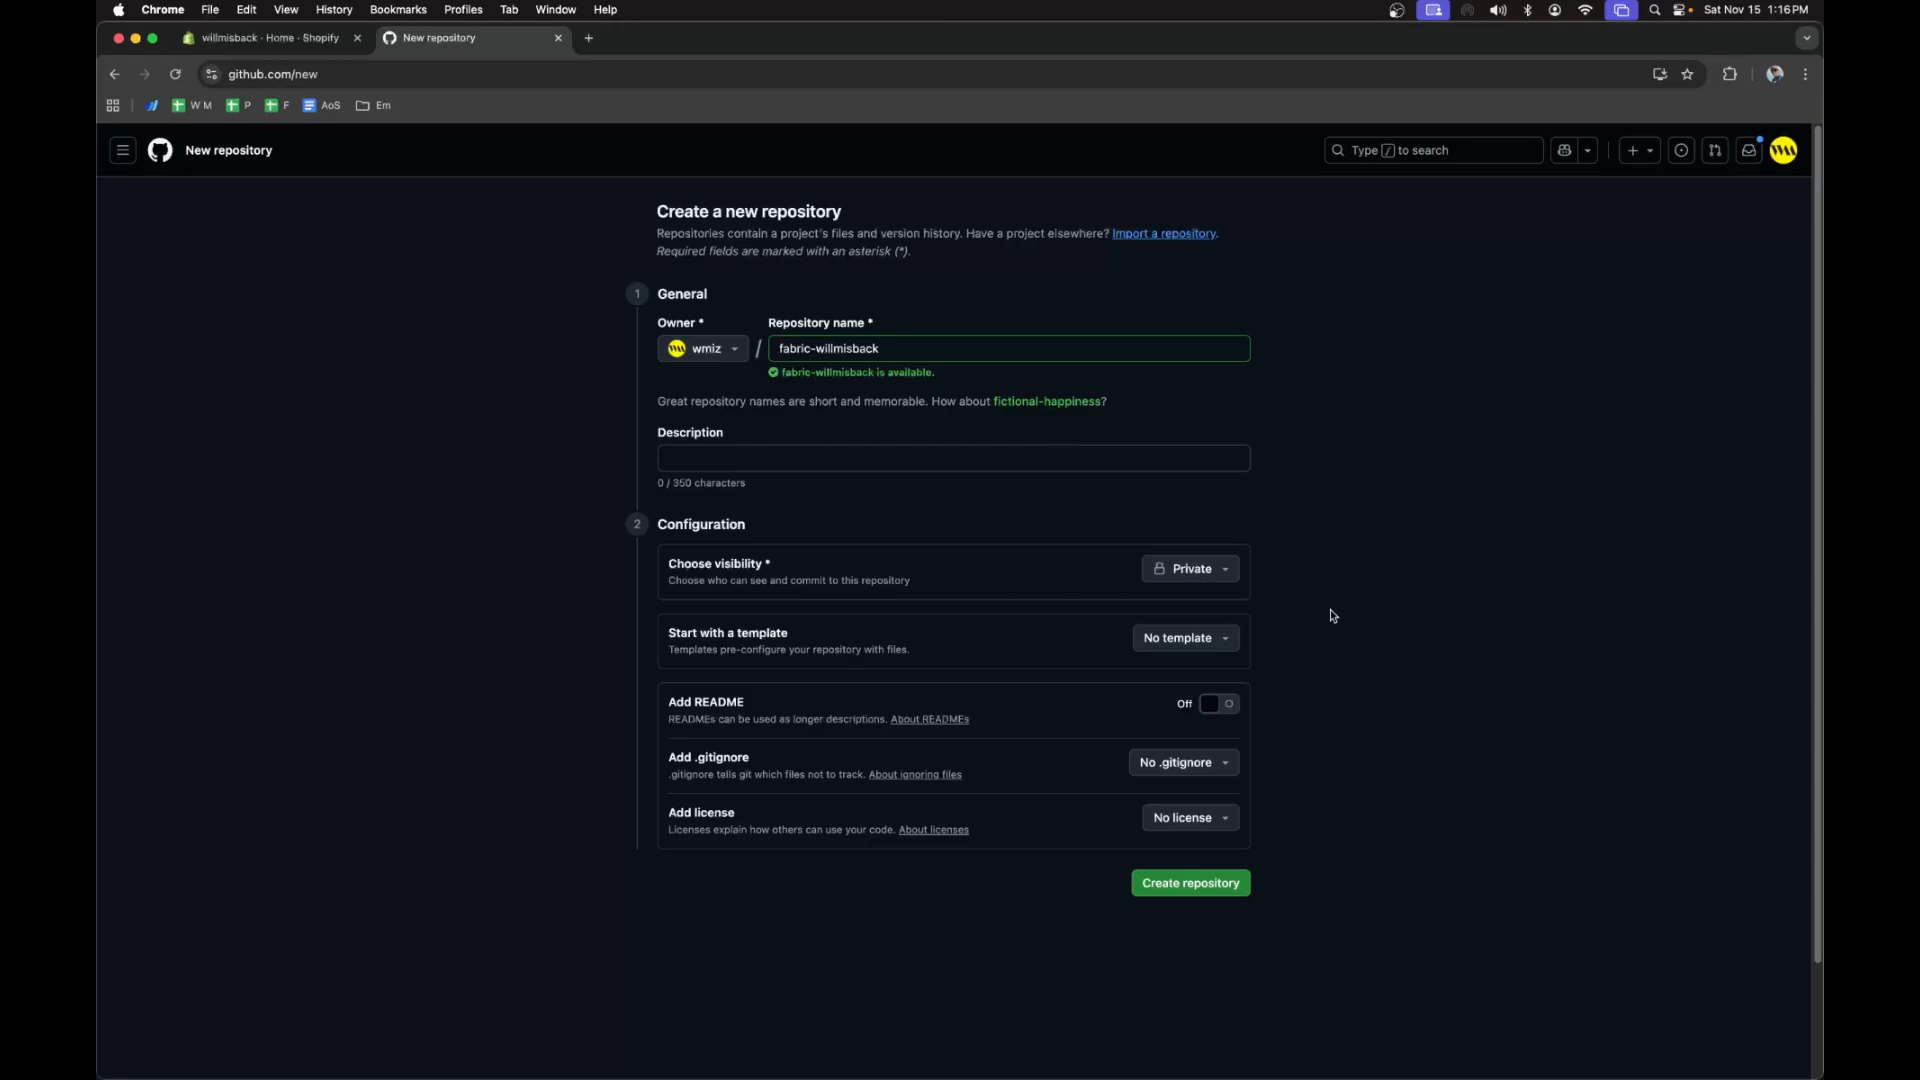 Chrome File Edit View History Bookmarks Profiles Tab Window Help
Sat Nov 15 1:16 PM
willmisback · Home · Shopify
New repository
github.com/new
W M
P
F
AoS
Em
New repository
Type / to search
Create a new repository
Repositories contain a project's files and version history. Have a project elsewhere? Import a repository.
Required fields are marked with an asterisk (*).
1 General
Owner * Repository name *
wmiz / fabric-willmisback
fabric-willmisback is available.
Great repository names are short and memorable. How about fictional-happiness?
Description
0 / 350 characters
2 Configuration
Choose visibility *
Choose who can see and commit to this repository
Private
Start with a template
Templates pre-configure your repository with files.
No template
Add README
READMEs can be used as longer descriptions. About READMEs
Off
Add .gitignore
.gitignore tells git which files not to track. About ignoring files
No .gitignore
Add license
Licenses explain how others can use your code. About licenses
No license
Create repository